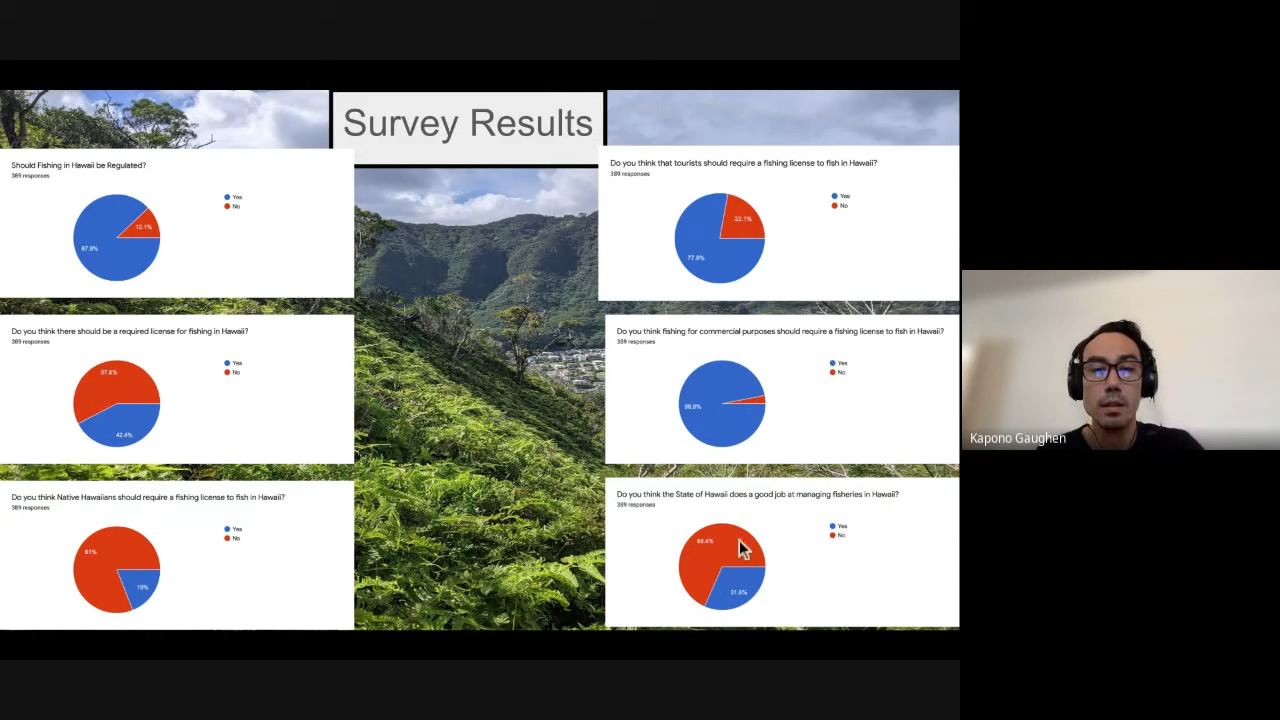 Survey Results
Should Fishing in Hawaii be Regulated?
389 responses
Yes
No
12.1%
87.9%
Do you think that tourists should require a fishing license to fish in Hawaii?
389 responses
Yes
No
22.1%
77.9%
Do you think there should be a required license for fishing in Hawaii?
389 responses
Yes
No
57.6%
42.4%
Do you think fishing for commercial purposes should require a fishing license to fish in Hawaii?
389 responses
Yes
No
Do you think Native Hawaiians should require a fishing license to fish in Hawaii?
389 responses
Yes
No
81%
19%
Do you think the State of Hawaii does a good job at managing fisheries in Hawaii?
389 responses
Yes
No
Kapono Gaughen